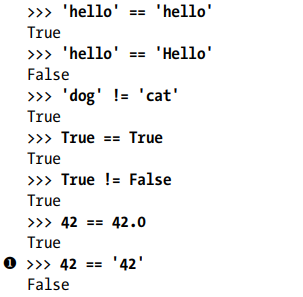 >>> 'hello' == 'hello'
True
>>> 'hello' == 'Hello'
False
>>> 'dog' != 'cat'
True
>>> True == True
True
>>> True != False
True
>>> 42 == 42.0
True
❶ >>> 42 == '42'
False